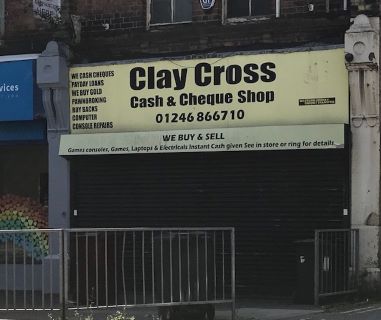 vices
WE CASH CHEQUES
PAYDAY LOANS
WE BUY GOLD
PAWNBROKING
BUY BACKS
COMPUTER
CONSOLE REPAIRS
Clay Cross
Cash & Cheque Shop
01246 866710
WE BUY & SELL
Games consoles, Games, Laptops & Electricals Instant Cash given See in store or ring for details.